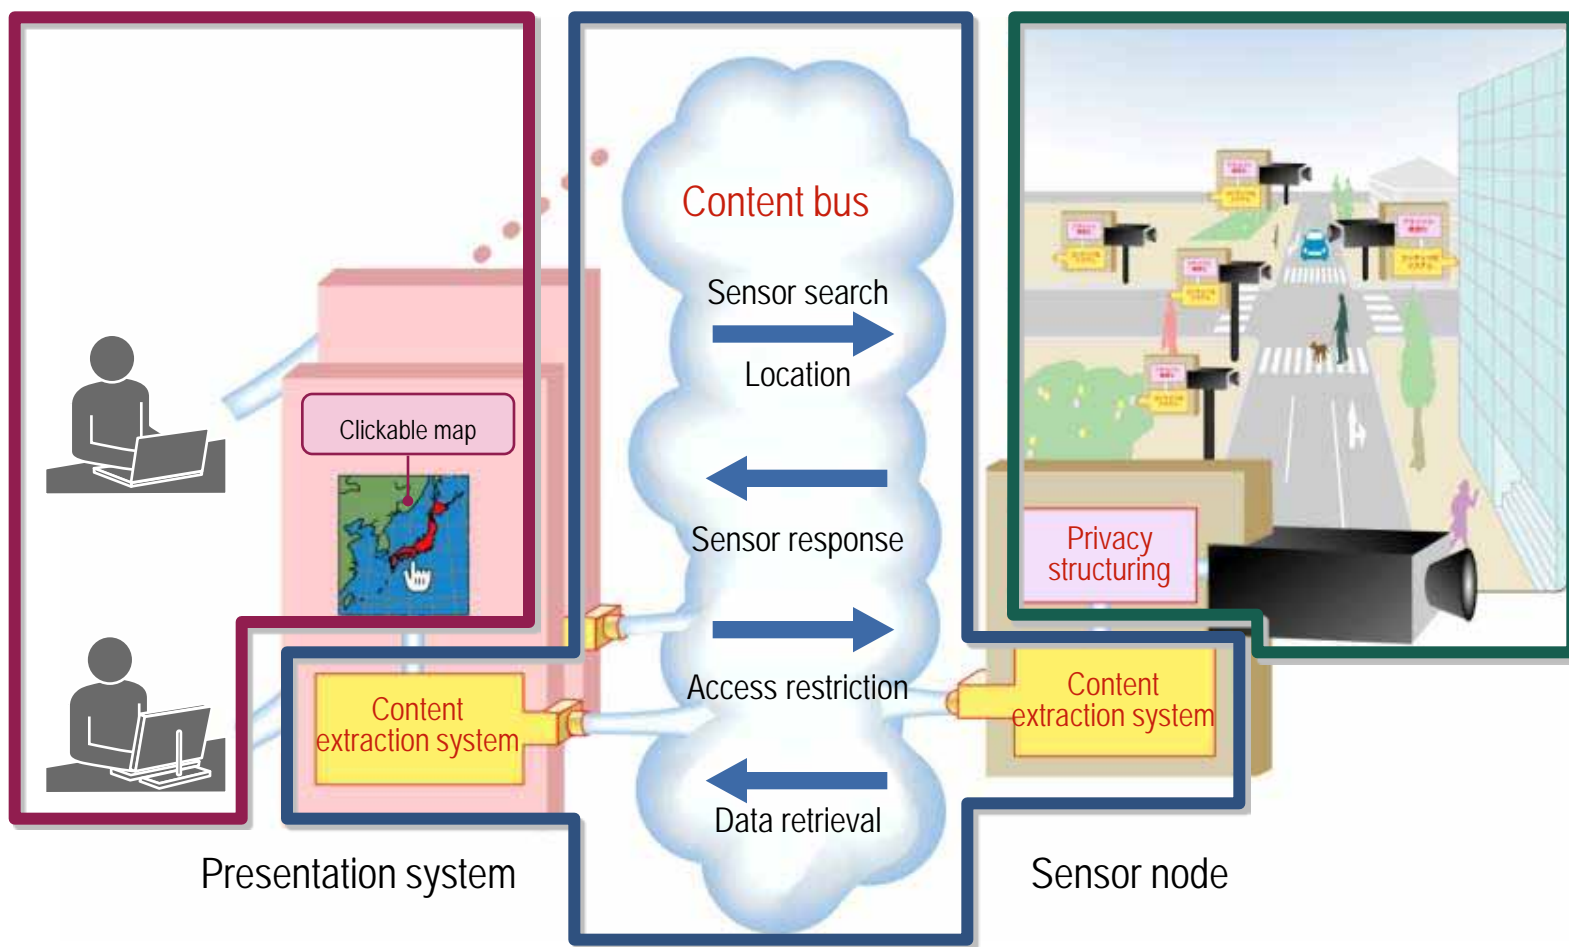 Content bus
Sensor search
Location
Clickable map
Sensor response
Privacy
structuring
Access restriction
Content
extraction system
Content
extraction system
Data retrieval
Presentation system
Sensor node